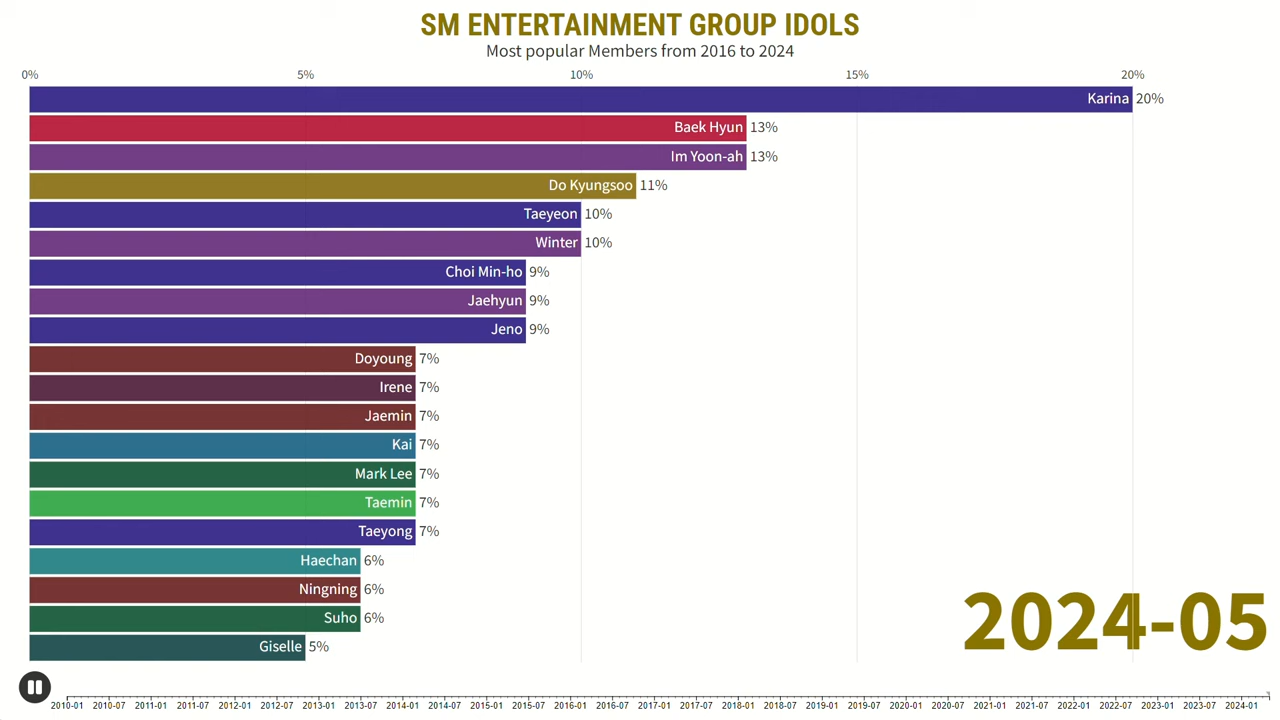 SM ENTERTAINMENT GROUP IDOLS
Most popular Members from 2016 to 2024
0% 5% 10% 15% 20%
Karina 20%
Baek Hyun 13%
Im Yoon-ah 13%
Do Kyungsoo 11%
Taeyeon 10%
Winter 10%
Choi Min-ho 9%
Jaehyun 9%
Jeno 9%
Doyoung 7%
Irene 7%
Jaemin 7%
Kai 7%
Mark Lee 7%
Taemin 7%
Taeyong 7%
Haechan 6%
Ningning 6%
Suho 6%
Giselle 5%
2024-05
2010-01 2010-07 2011-01 2011-07 2012-01 2012-07 2013-01 2013-07 2014-01 2014-07 2015-01 2015-07 2016-01 2016-07 2017-01 2017-07 2018-01 2018-07 2019-01 2019-07 2020-01 2020-07 2021-01 2021-07 2022-01 2022-07 2023-01 2023-07 2024-01